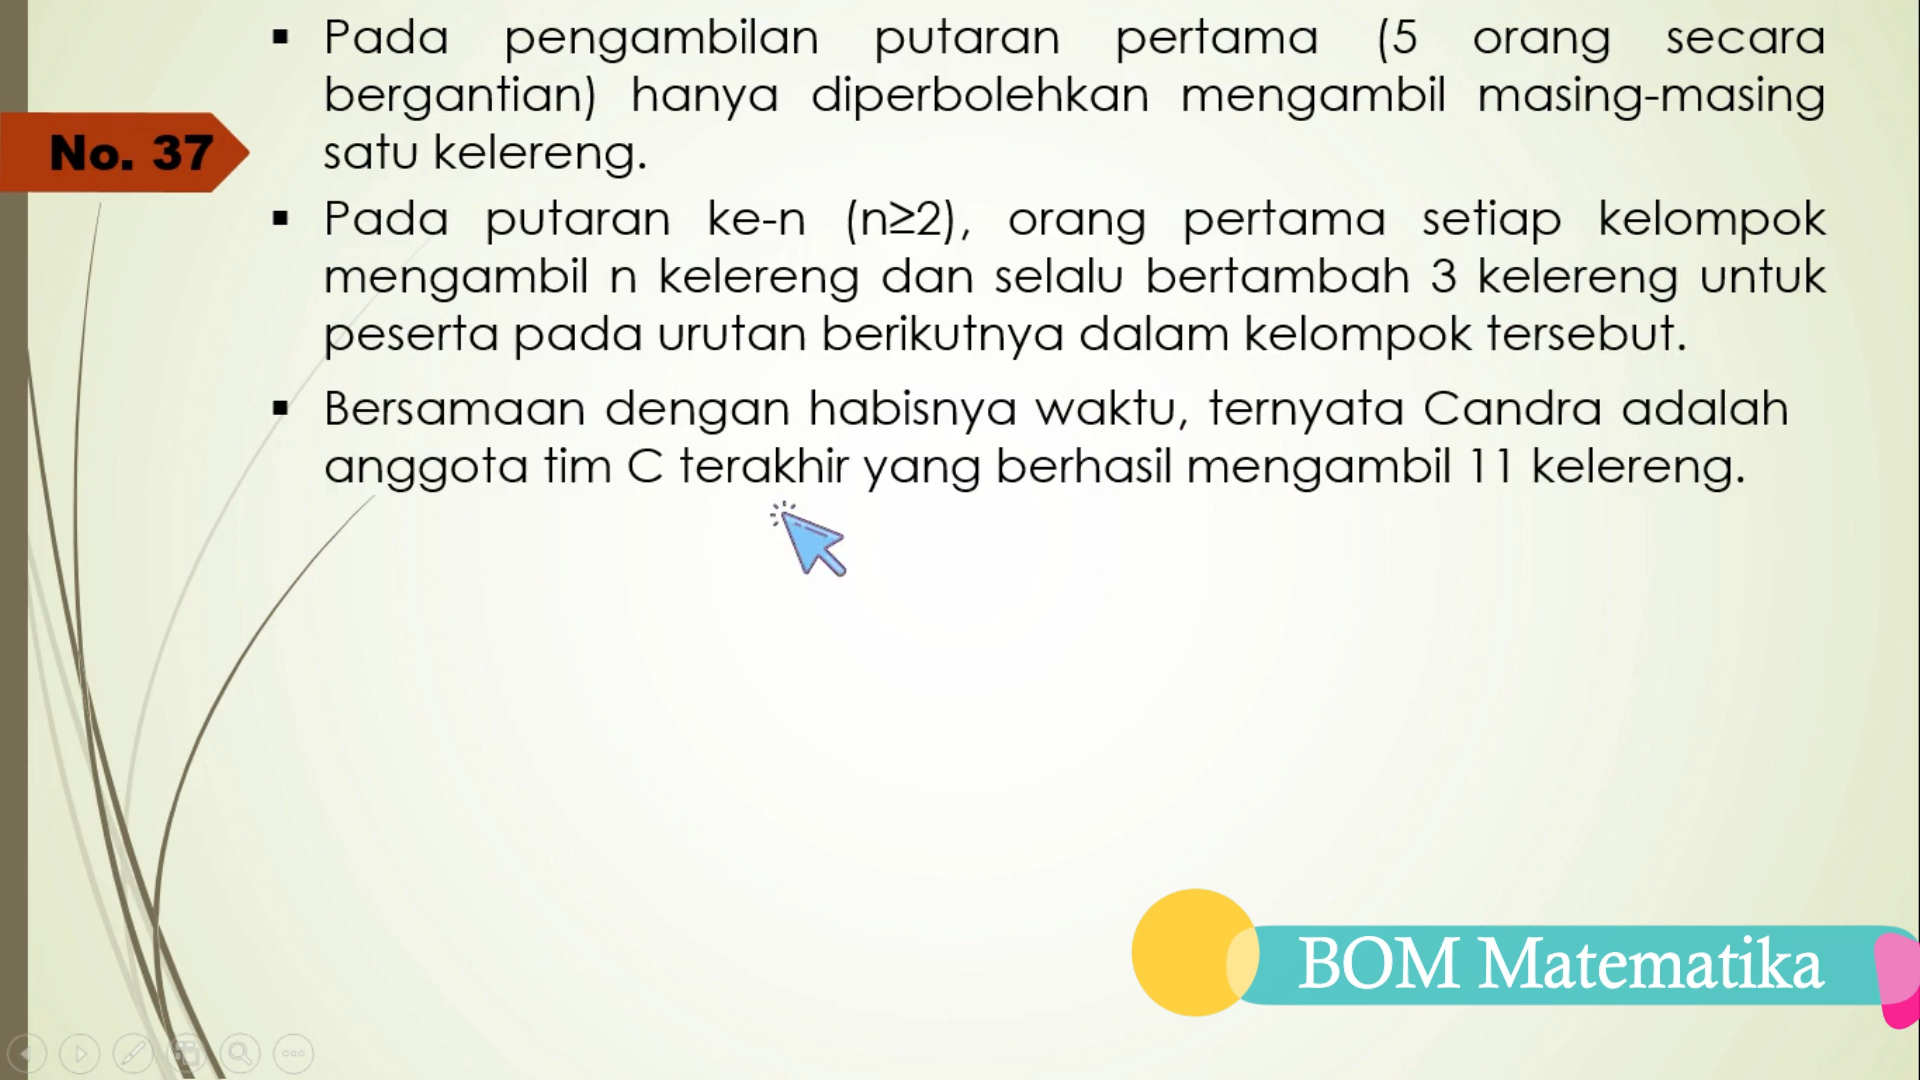 ▪ Pada pengambilan putaran pertama (5 orang secara
bergantian) hanya diperbolehkan mengambil masing-masing
satu kelereng.
No. 37
▪ Pada putaran ke-n (n≥2), orang pertama setiap kelompok
mengambil n kelereng dan selalu bertambah 3 kelereng untuk
peserta pada urutan berikutnya dalam kelompok tersebut.
▪ Bersamaan dengan habisnya waktu, ternyata Candra adalah
anggota tim C terakhir yang berhasil mengambil 11 kelereng.
BOM Matematika